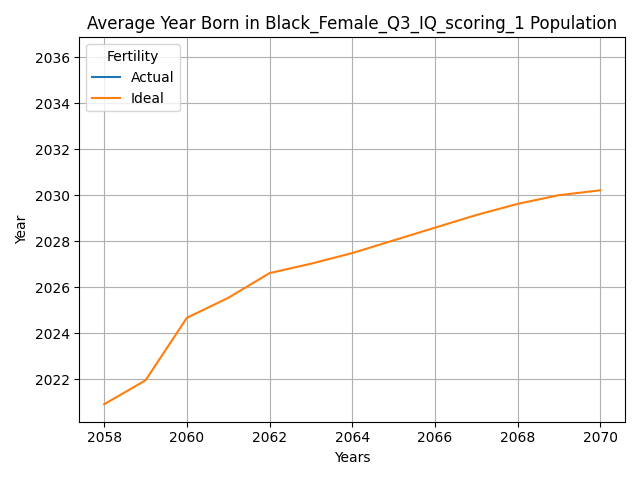 Average Year Born in Black_Female_Q3_IQ_scoring_1 Population
Fertility
Actual
Ideal
2036
2034
2032
2030
2028
2026
2024
2022
Year
2058 2060 2062 2064 2066 2068 2070
Years